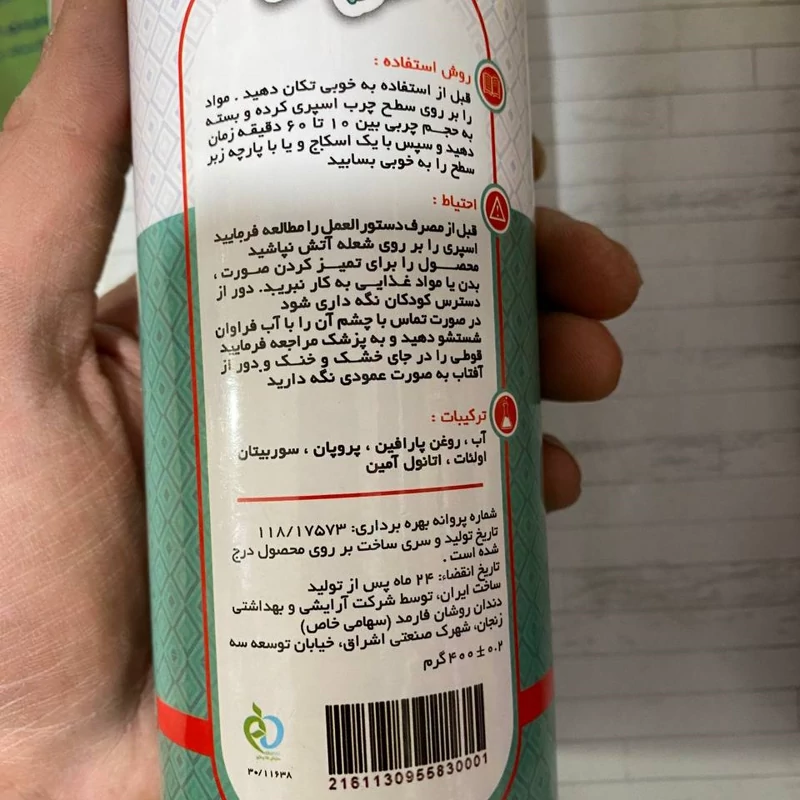 روش استفاده :
قبل از استفاده به خوبی تکان دهید . مواد
را بر روی سطح چرب اسپری کرده و بسته
به حجم چربی بین ۱۰ تا ۶۰ دقیقه زمان
دهید و سپس با یک اسکاج و یا با پارچه زبر
سطح را به خوبی بسابید
احتیاط :
قبل از مصرف دستورالعمل را مطالعه فرمایید
اسپری را بر روی شعله آتش نپاشید
محصول را برای تمیز کردن صورت ،
بدن یا مواد غذایی به کار نبرید. دور از
دسترس کودکان نگه داری شود
در صورت تماس با چشم آن را با آب فراوان
شستشو دهید و به پزشک مراجعه فرمایید
قوطی را در جای خشک و خنک و دور از
آفتاب به صورت عمودی نگه دارید
ترکیبات :
آب ، روغن پارافین ، پروپان ، سوربیتان
اولئات ، اتانول آمین
شماره پروانه بهره برداری: ۱۱۸/۱۷۵۷۳
تاریخ تولید و سری ساخت بر روی محصول درج
شده است .
تاریخ انقضاء: ۲۴ ماه پس از تولید
ساخت ایران، توسط شرکت آرایشی و بهداشتی
دندان روشان فارمد (سهامی خاص)
زنجان، شهرک صنعتی اشراق، خیابان توسعه سه
۴۰۰±۰.۲ گرم
۳۰/۱۱۶۳۸
2161130955830001